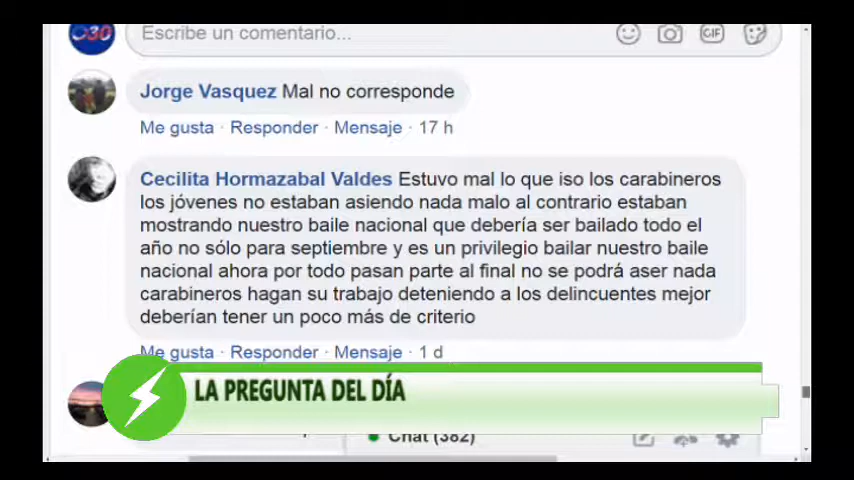 Escribe un comentario...
GIF
Jorge Vasquez Mal no corresponde
Me gusta · Responder · Mensaje · 17 h
Cecilita Hormazabal Valdes Estuvo mal lo que iso los carabineros
los jóvenes no estaban asiendo nada malo al contrario estaban
mostrando nuestro baile nacional que debería ser bailado todo el
año no sólo para septiembre y es un privilegio bailar nuestro baile
nacional ahora por todo pasan parte al final no se podrá aser nada
carabineros hagan su trabajo deteniendo a los delincuentes mejor
deberían tener un poco más de criterio
Me gusta · Responder · Mensaje · 1 d
LA PREGUNTA DEL DÍA
Chat (382)